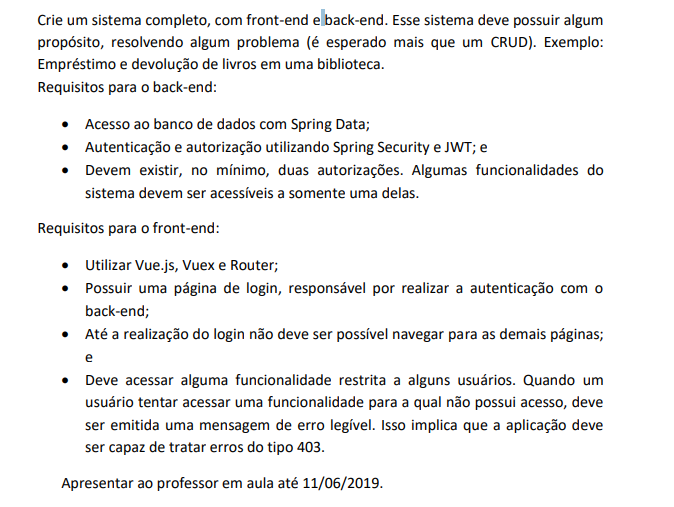 Crie um sistema completo, com front-end e back-end. Esse sistema deve possuir algum
propósito, resolvendo algum problema (é esperado mais que um CRUD). Exemplo:
Empréstimo e devolução de livros em uma biblioteca.
Requisitos para o back-end:
• Acesso ao banco de dados com Spring Data;
• Autenticação e autorização utilizando Spring Security e JWT; e
• Devem existir, no mínimo, duas autorizações. Algumas funcionalidades do
sistema devem ser acessíveis a somente uma delas.
Requisitos para o front-end:
• Utilizar Vue.js, Vuex e Router;
• Possuir uma página de login, responsável por realizar a autenticação com o
back-end;
• Até a realização do login não deve ser possível navegar para as demais páginas;
e
• Deve acessar alguma funcionalidade restrita a alguns usuários. Quando um
usuário tentar acessar uma funcionalidade para a qual não possui acesso, deve
ser emitida uma mensagem de erro legível. Isso implica que a aplicação deve
ser capaz de tratar erros do tipo 403.
Apresentar ao professor em aula até 11/06/2019.